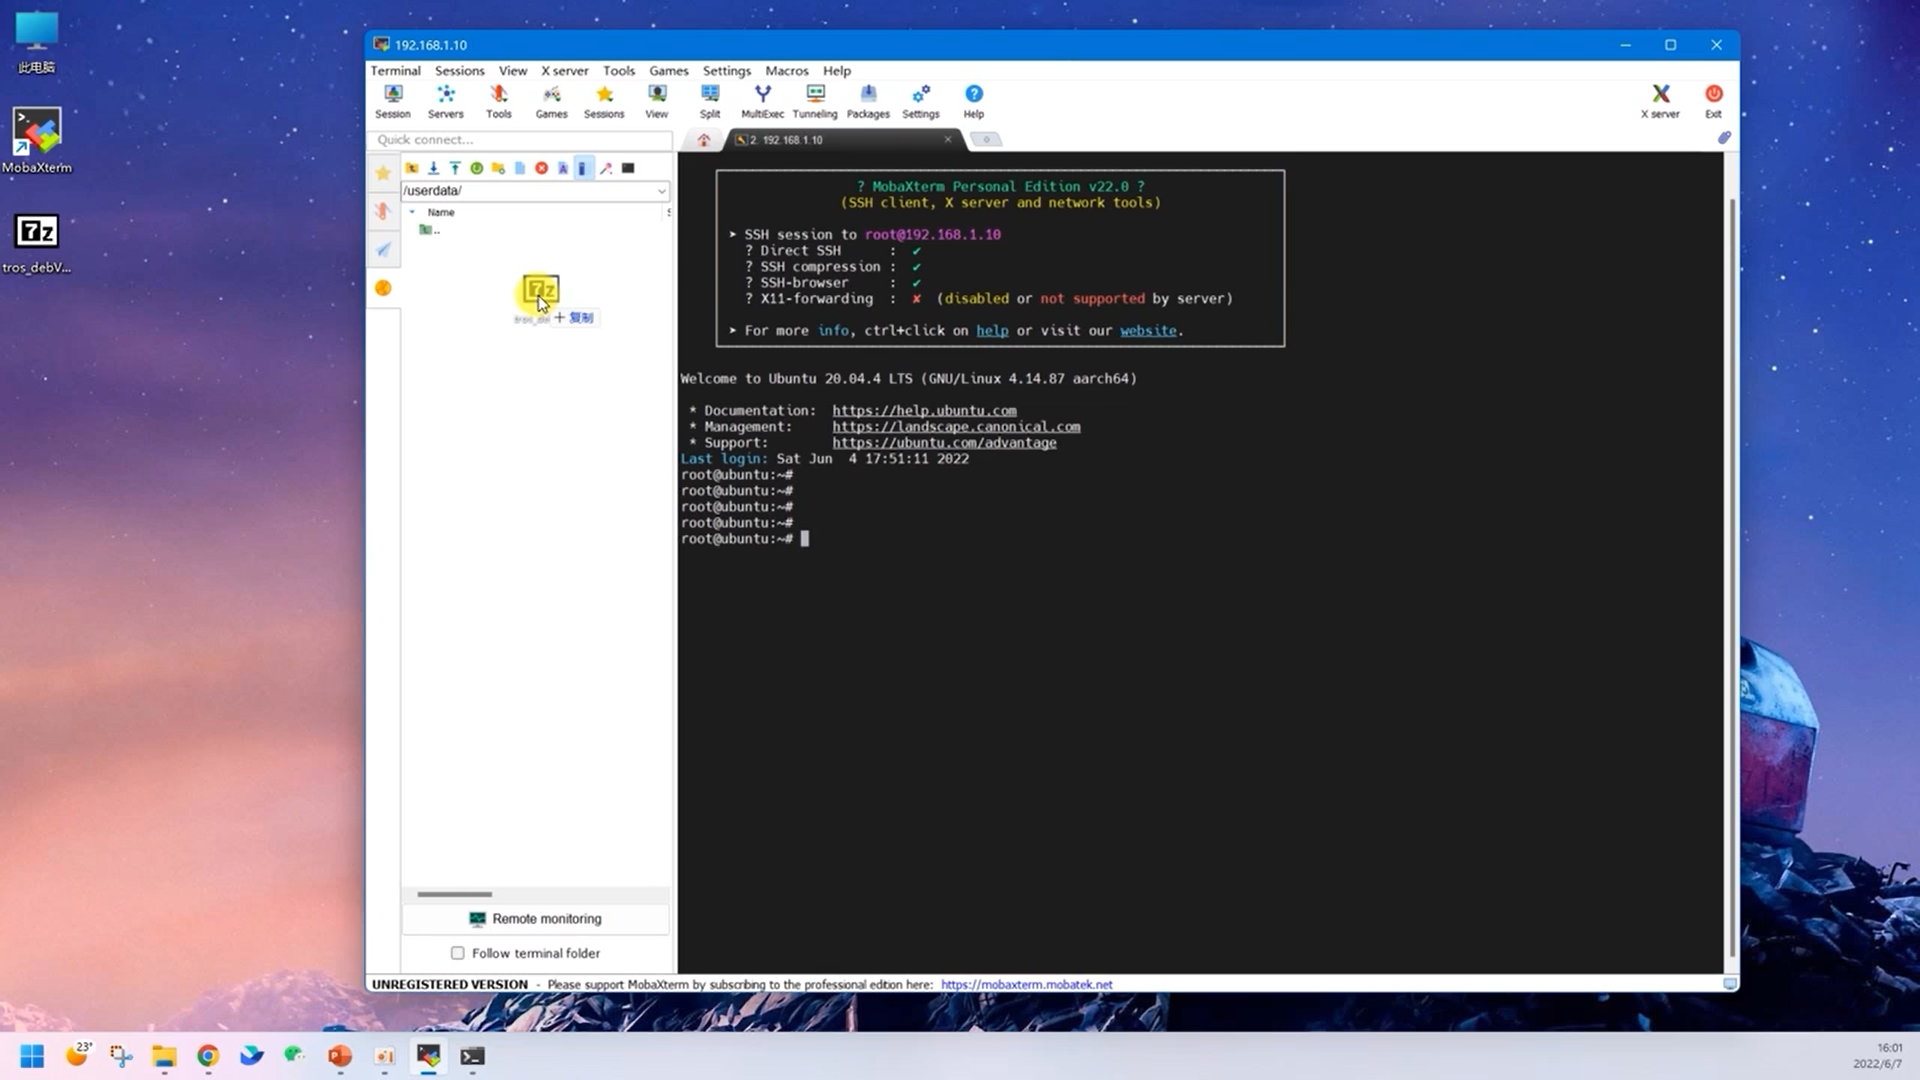 此电脑
MobaXterm
tros_debV...
192.168.1.10
Terminal Sessions View X server Tools Games Settings Macros Help
Session Servers Tools Games Sessions View Split MultiExec Tunneling Packages Settings Help X server Exit
Quick connect...
2. 192.168.1.10
/userdata/
Name
..
复制
? MobaXterm Personal Edition v22.0 ?
(SSH client, X server and network tools)
➤ SSH session to root@192.168.1.10
? Direct SSH : ✔
? SSH compression : ✔
? SSH-browser : ✔
? X11-forwarding : ✘ (disabled or not supported by server)
➤ For more info, ctrl+click on help or visit our website.
Welcome to Ubuntu 20.04.4 LTS (GNU/Linux 4.14.87 aarch64)
* Documentation: https://help.ubuntu.com
* Management: https://landscape.canonical.com
* Support: https://ubuntu.com/advantage
Last login: Sat Jun 4 17:51:11 2022
root@ubuntu:~#
root@ubuntu:~#
root@ubuntu:~#
root@ubuntu:~#
root@ubuntu:~#
Remote monitoring
Follow terminal folder
UNREGISTERED VERSION - Please support MobaXterm by subscribing to the professional edition here: https://mobaxterm.mobatek.net
23°
16:01
2022/6/7